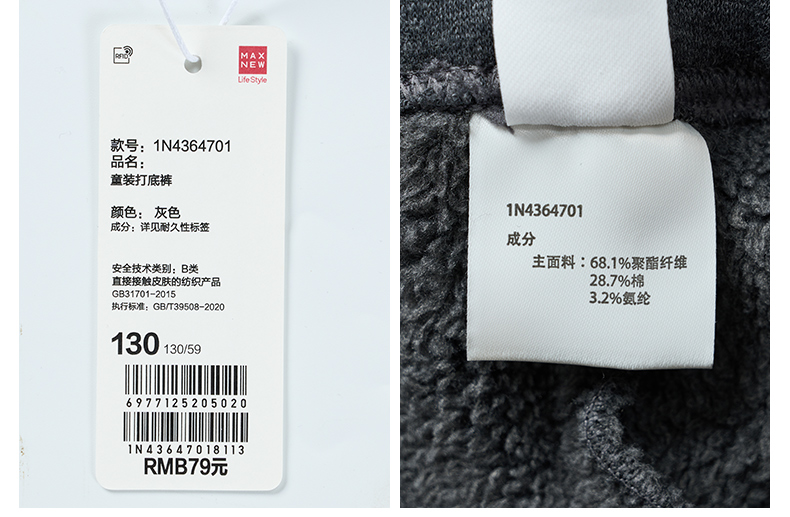 RFID
MAX
NEW
Life Style
款号: 1N4364701
品名:
童装打底裤
颜色: 灰色
成分: 详见耐久性标签
安全技术类别: B类
直接接触皮肤的纺织产品
GB31701-2015
执行标准: GB/T39508-2020
130 130/59
6977125205020
1N43647018113
RMB79元
1N4364701
成分
主面料: 68.1%聚酯纤维
28.7%棉
3.2%氨纶